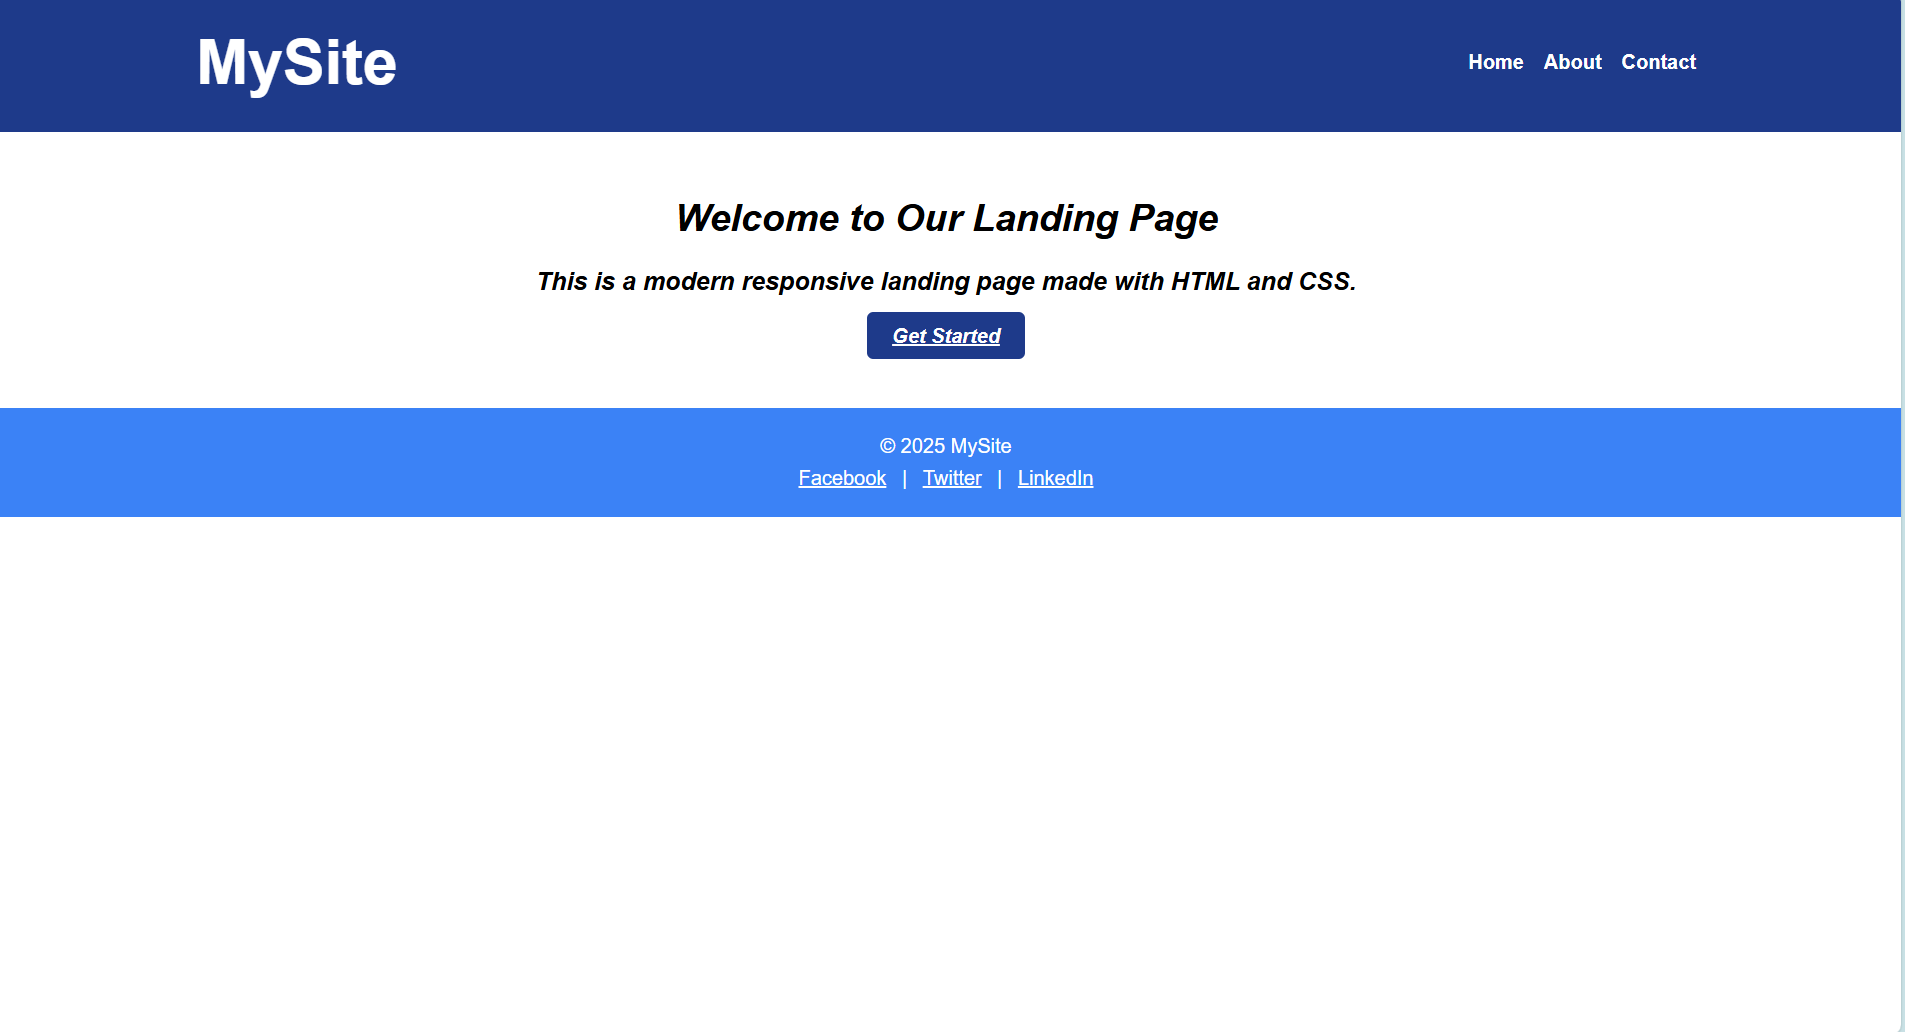 MySite
Home About Contact
Welcome to Our Landing Page
This is a modern responsive landing page made with HTML and CSS.
Get Started
© 2025 MySite
Facebook | Twitter | LinkedIn